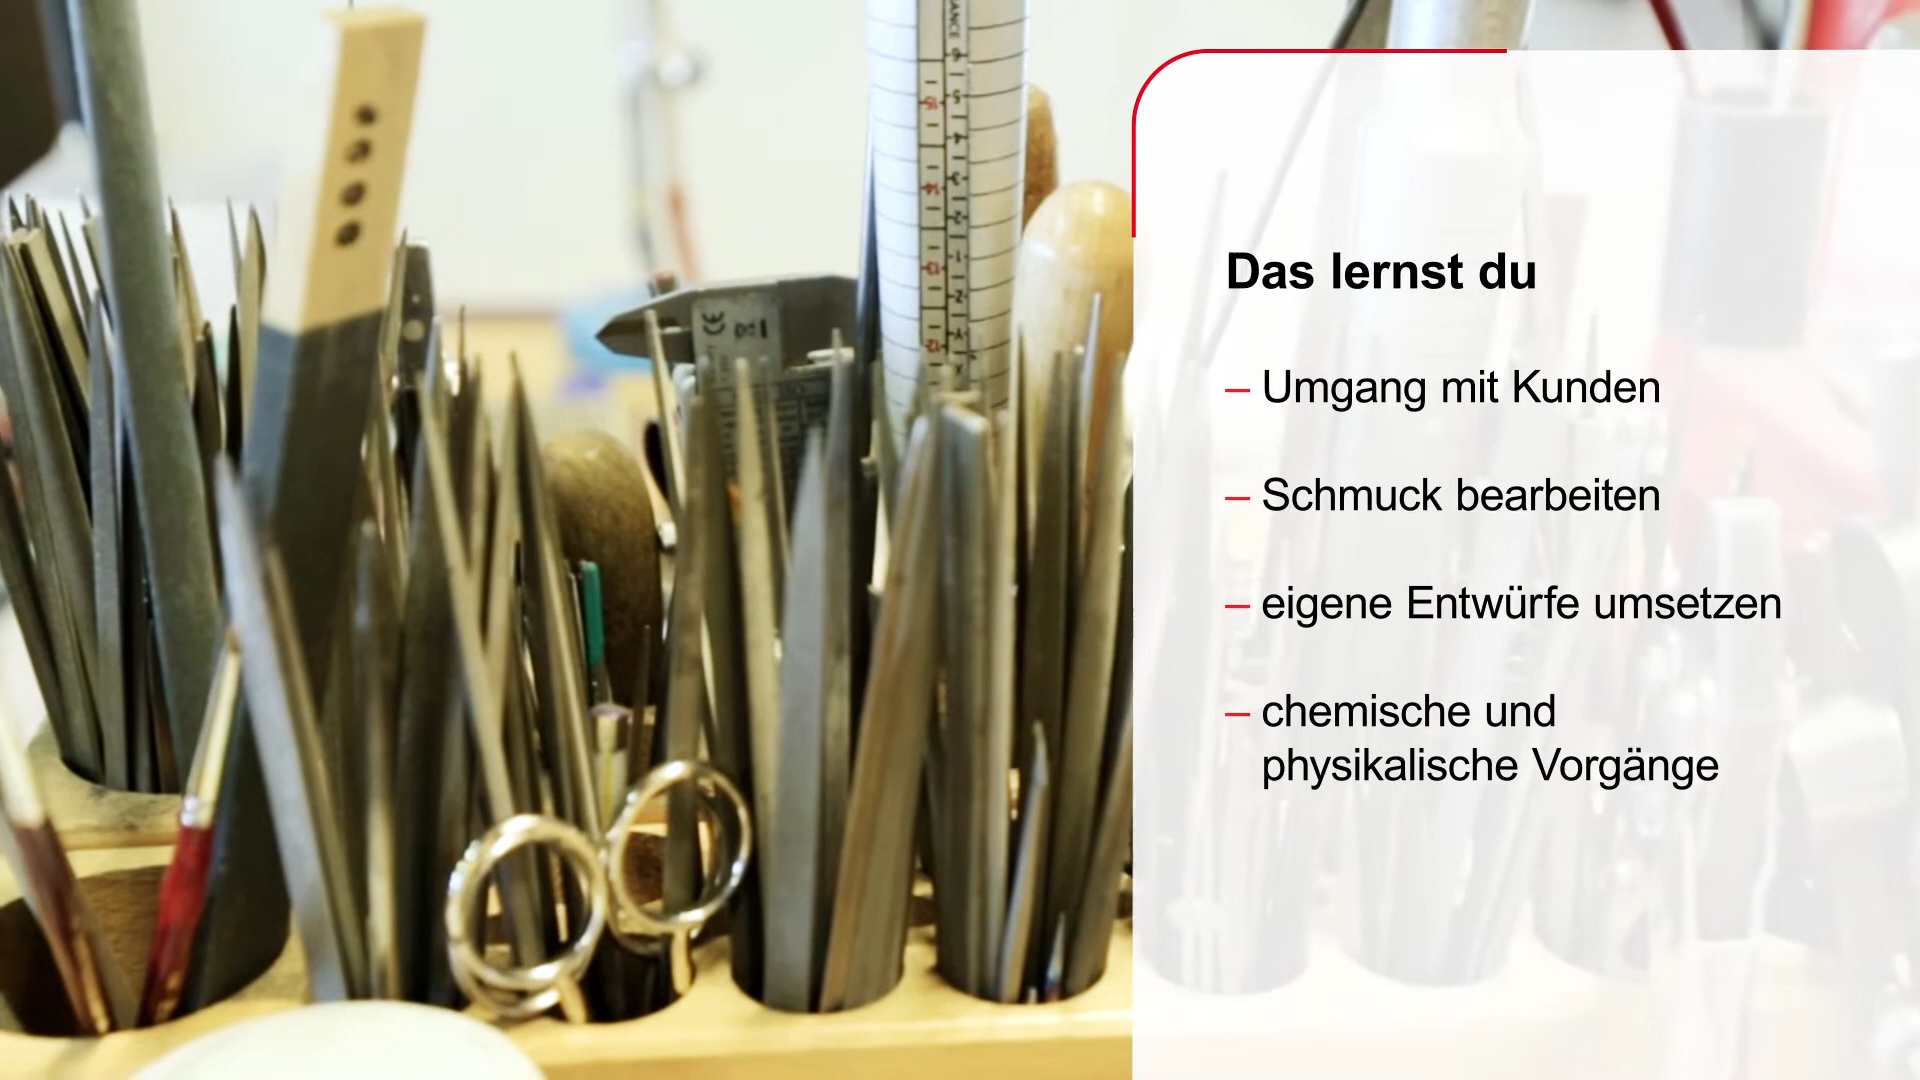 Das lernst du
– Umgang mit Kunden
– Schmuck bearbeiten
– eigene Entwürfe umsetzen
– chemische und
physikalische Vorgänge